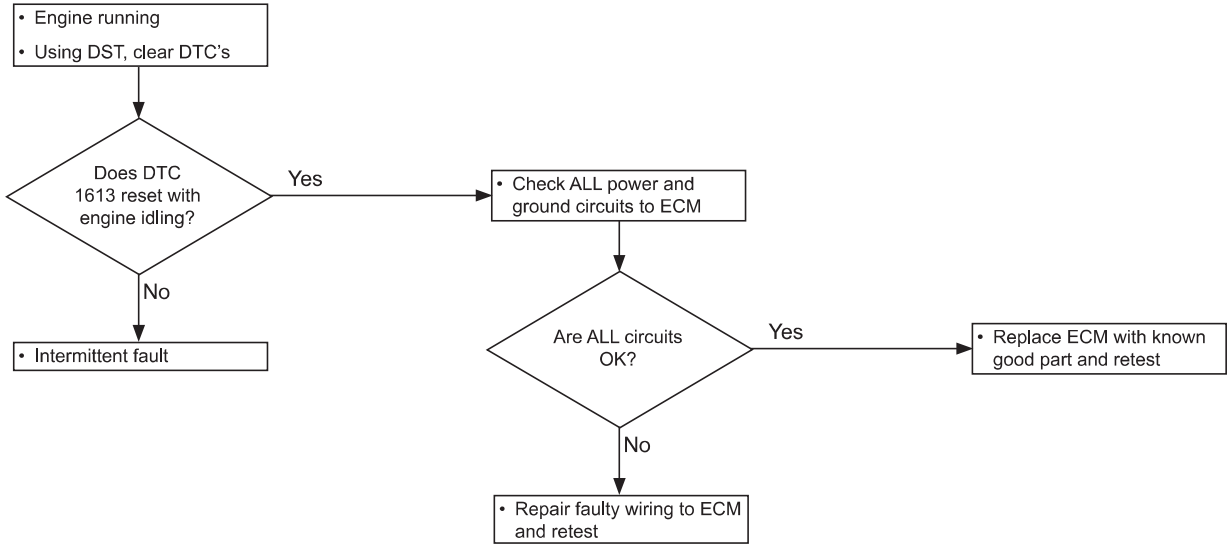 • Engine running
• Using DST, clear DTC's
Does DTC
1613 reset with
engine idling?
Yes
• Check ALL power and
ground circuits to ECM
No
• Intermittent fault
Are ALL circuits
OK?
Yes
• Replace ECM with known
good part and retest
No
• Repair faulty wiring to ECM
and retest